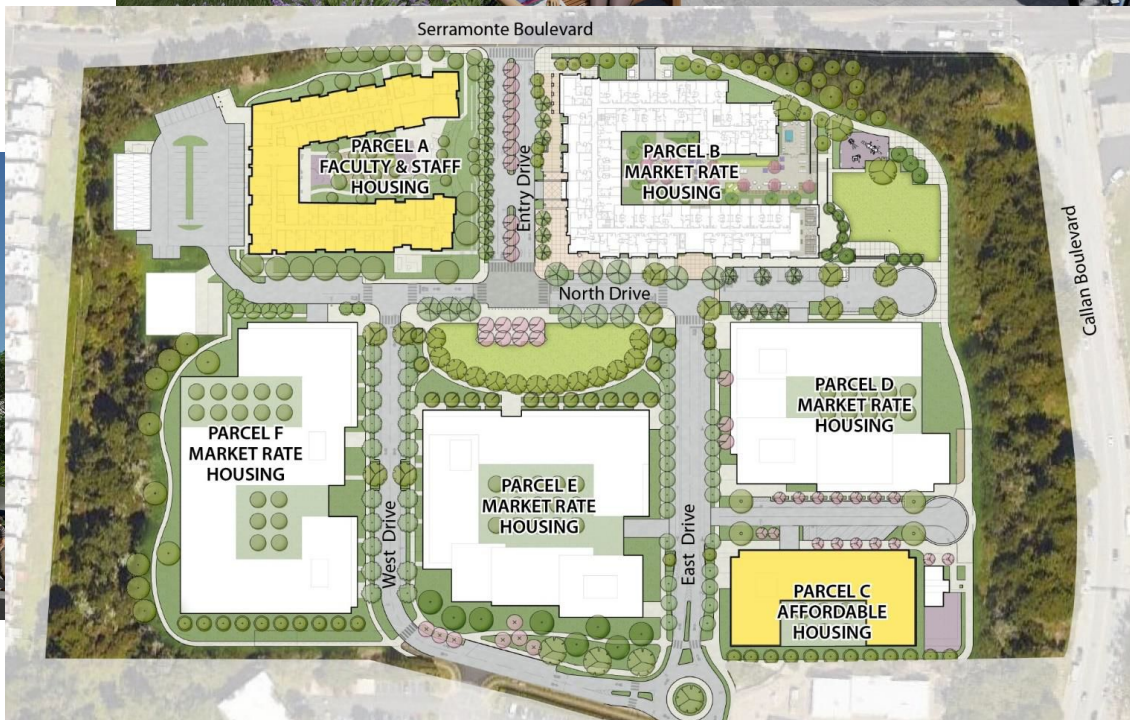 Serramonte Boulevard
PARCEL A
FACULTY & STAFF
HOUSING
Entry Drive
PARCEL B
MARKET RATE
HOUSING
Callan Boulevard
North Drive
PARCEL F
MARKET RATE
HOUSING
PARCEL D
MARKET RATE
HOUSING
PARCEL E
MARKET RATE
HOUSING
West Drive
East Drive
PARCEL C
AFFORDABLE
HOUSING